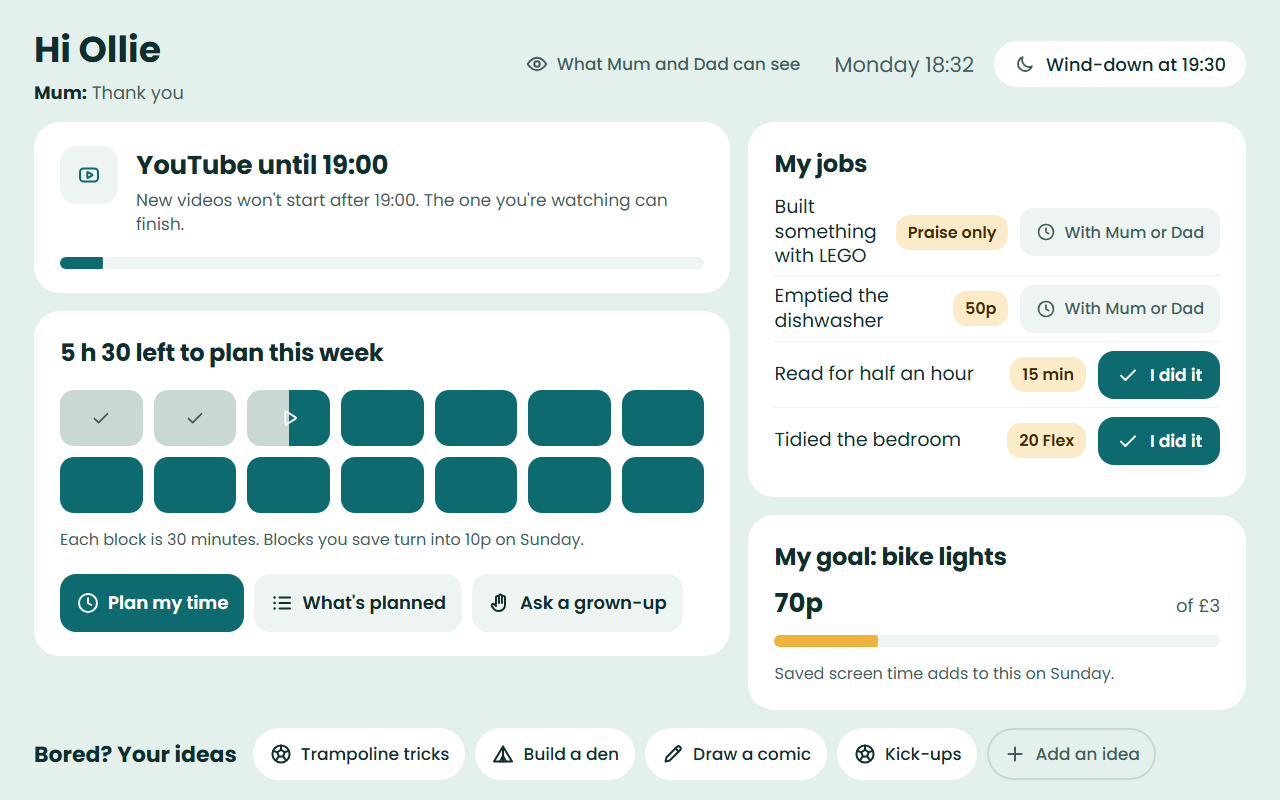 Hi Ollie
Mum: Thank you
What Mum and Dad can see
Monday 18:32
Wind-down at 19:30
YouTube until 19:00
New videos won't start after 19:00. The one you're watching can
finish.
5 h 30 left to plan this week
Each block is 30 minutes. Blocks you save turn into 10p on Sunday.
Plan my time
What's planned
Ask a grown-up
My jobs
Built
something
with LEGO
Praise only
With Mum or Dad
Emptied the
dishwasher
50p
With Mum or Dad
Read for half an hour
15 min
I did it
Tidied the bedroom
20 Flex
I did it
My goal: bike lights
70p
of £3
Saved screen time adds to this on Sunday.
Bored? Your ideas
Trampoline tricks
Build a den
Draw a comic
Kick-ups
Add an idea